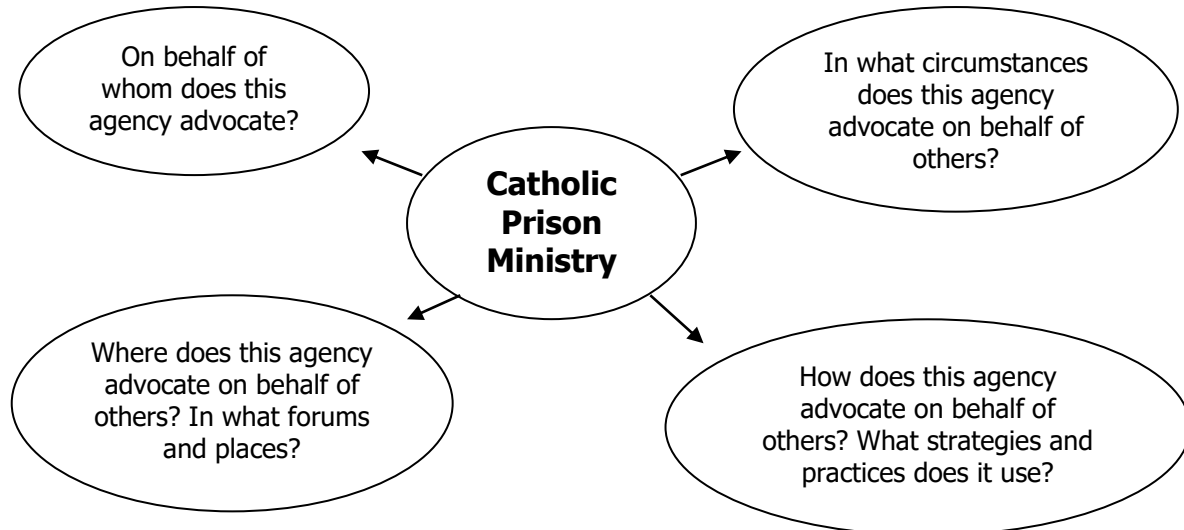 On behalf of
whom does this
agency advocate?
In what circumstances
does this agency
advocate on behalf of
others?
Catholic
Prison
Ministry
Where does this agency
advocate on behalf of
others? In what forums
and places?
How does this agency
advocate on behalf of
others? What strategies and
practices does it use?